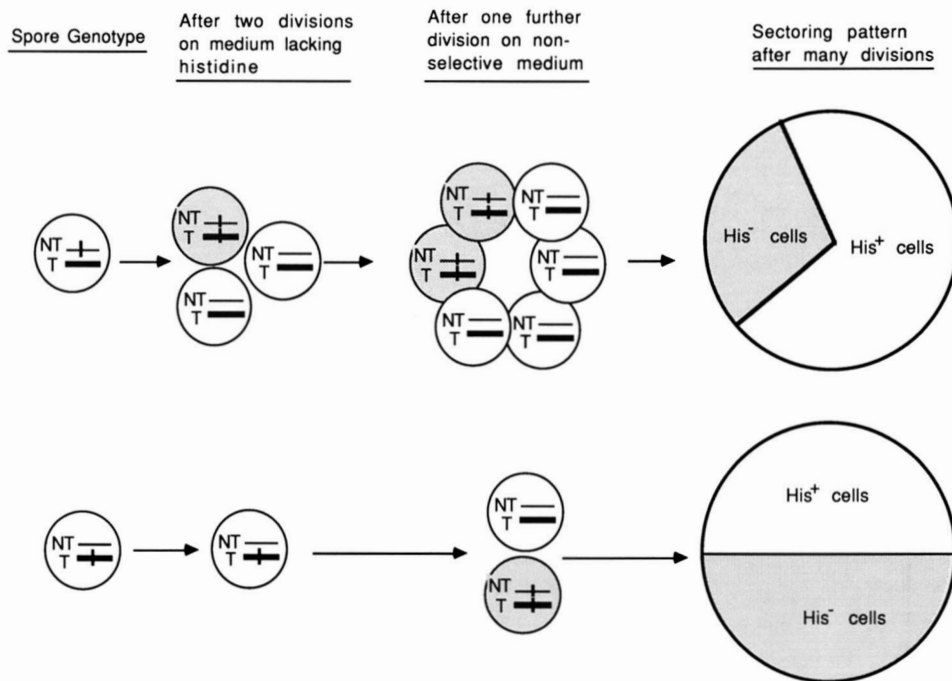 Spore Genotype
After two divisions
on medium lacking
histidine
After one further
division on non-
selective medium
Sectoring pattern
after many divisions
NT
T
NT
T
NT
T
NT
T
NT
T
NT
T
NT
T
NT
T
NT
T
NT
T
His⁻ cells
His⁺ cells
NT
T
NT
T
NT
T
NT
T
His⁺ cells
His⁻ cells